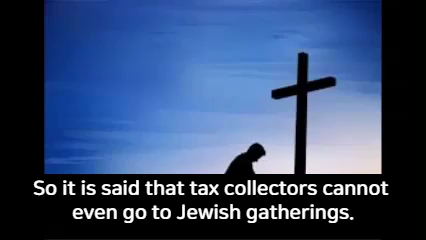 So it is said that tax collectors cannot
even go to Jewish gatherings.